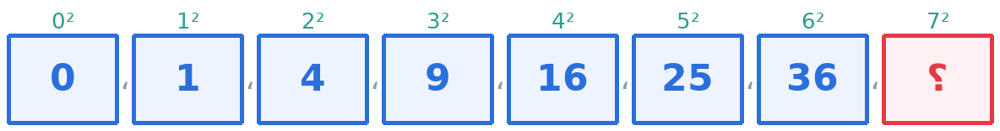 0² 1² 2² 3² 4² 5² 6² 7²
0 ، 1 ، 4 ، 9 ، 16 ، 25 ، 36 ، ؟